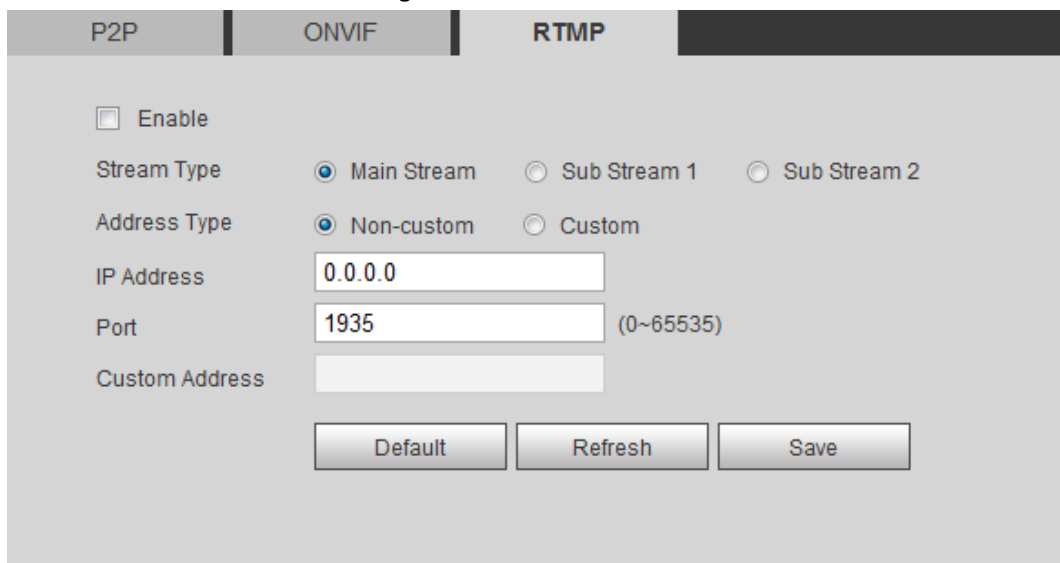 P2P ONVIF RTMP
Enable
Stream Type Main Stream Sub Stream 1 Sub Stream 2
Address Type Non-custom Custom
IP Address 0.0.0.0
Port 1935 (0~65535)
Custom Address
Default Refresh Save